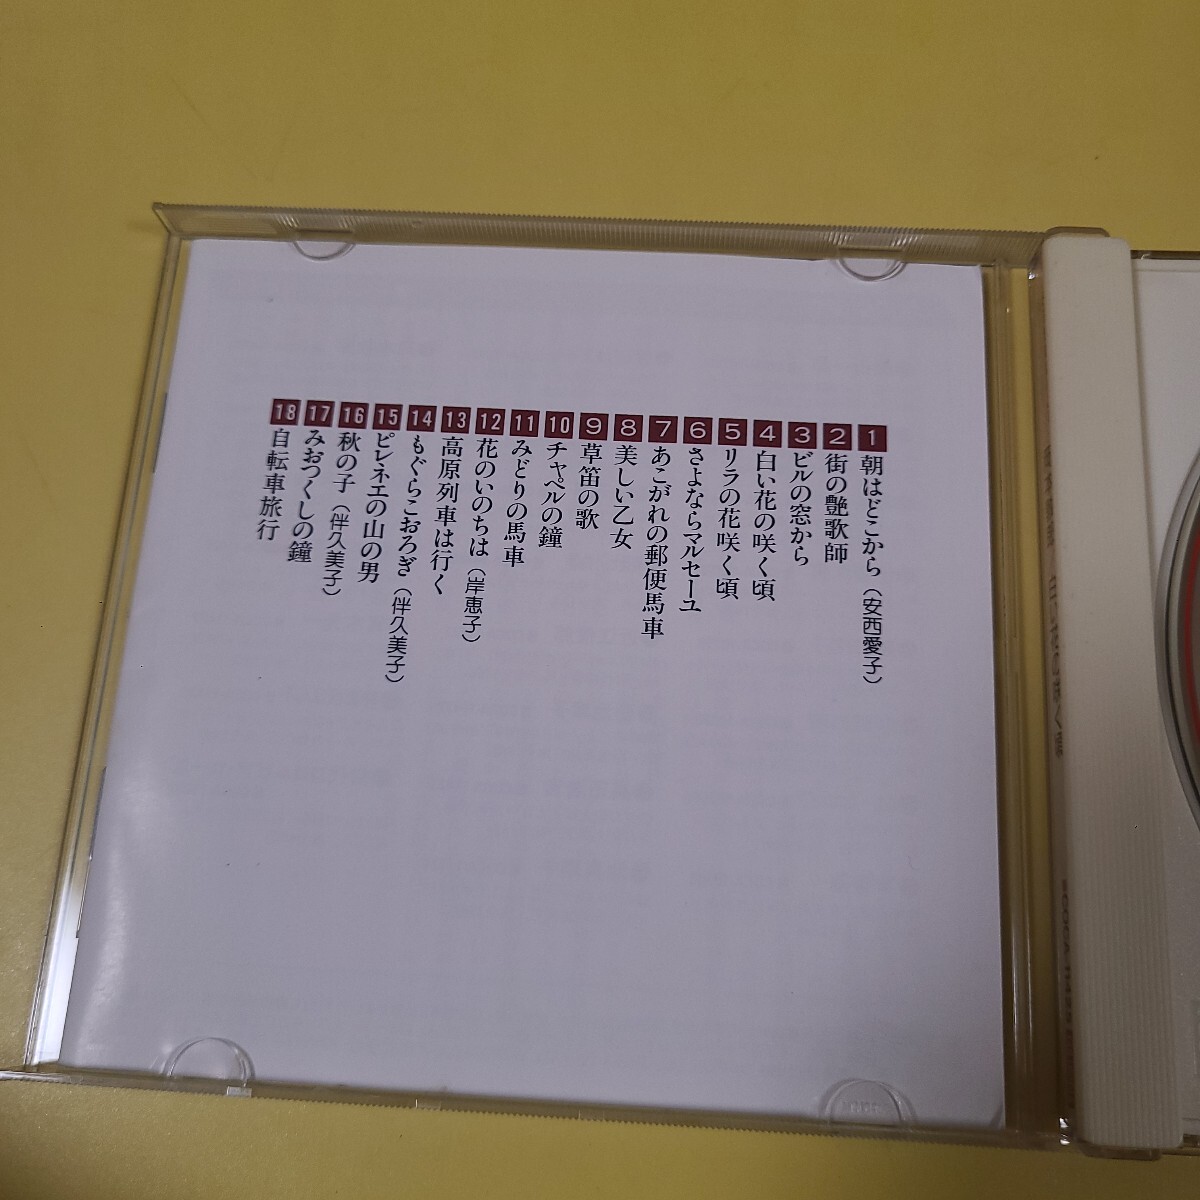 1 朝はどこから（安西愛子）
2 街の艶歌師
3 ビルの窓から
4 白い花の咲く頃
5 リラの花咲く頃
6 さよならマルセーユ
7 あこがれの郵便馬車
8 美しい乙女
9 草笛の歌
10 チャペルの鐘
11 みどりの馬車
12 花のいのちは（岸恵子）
13 高原列車は行く
14 もぐらこおろぎ（伴久美子）
15 ピレネエの山の男
16 秋の子（伴久美子）
17 みおつくしの鐘
18 自転車旅行